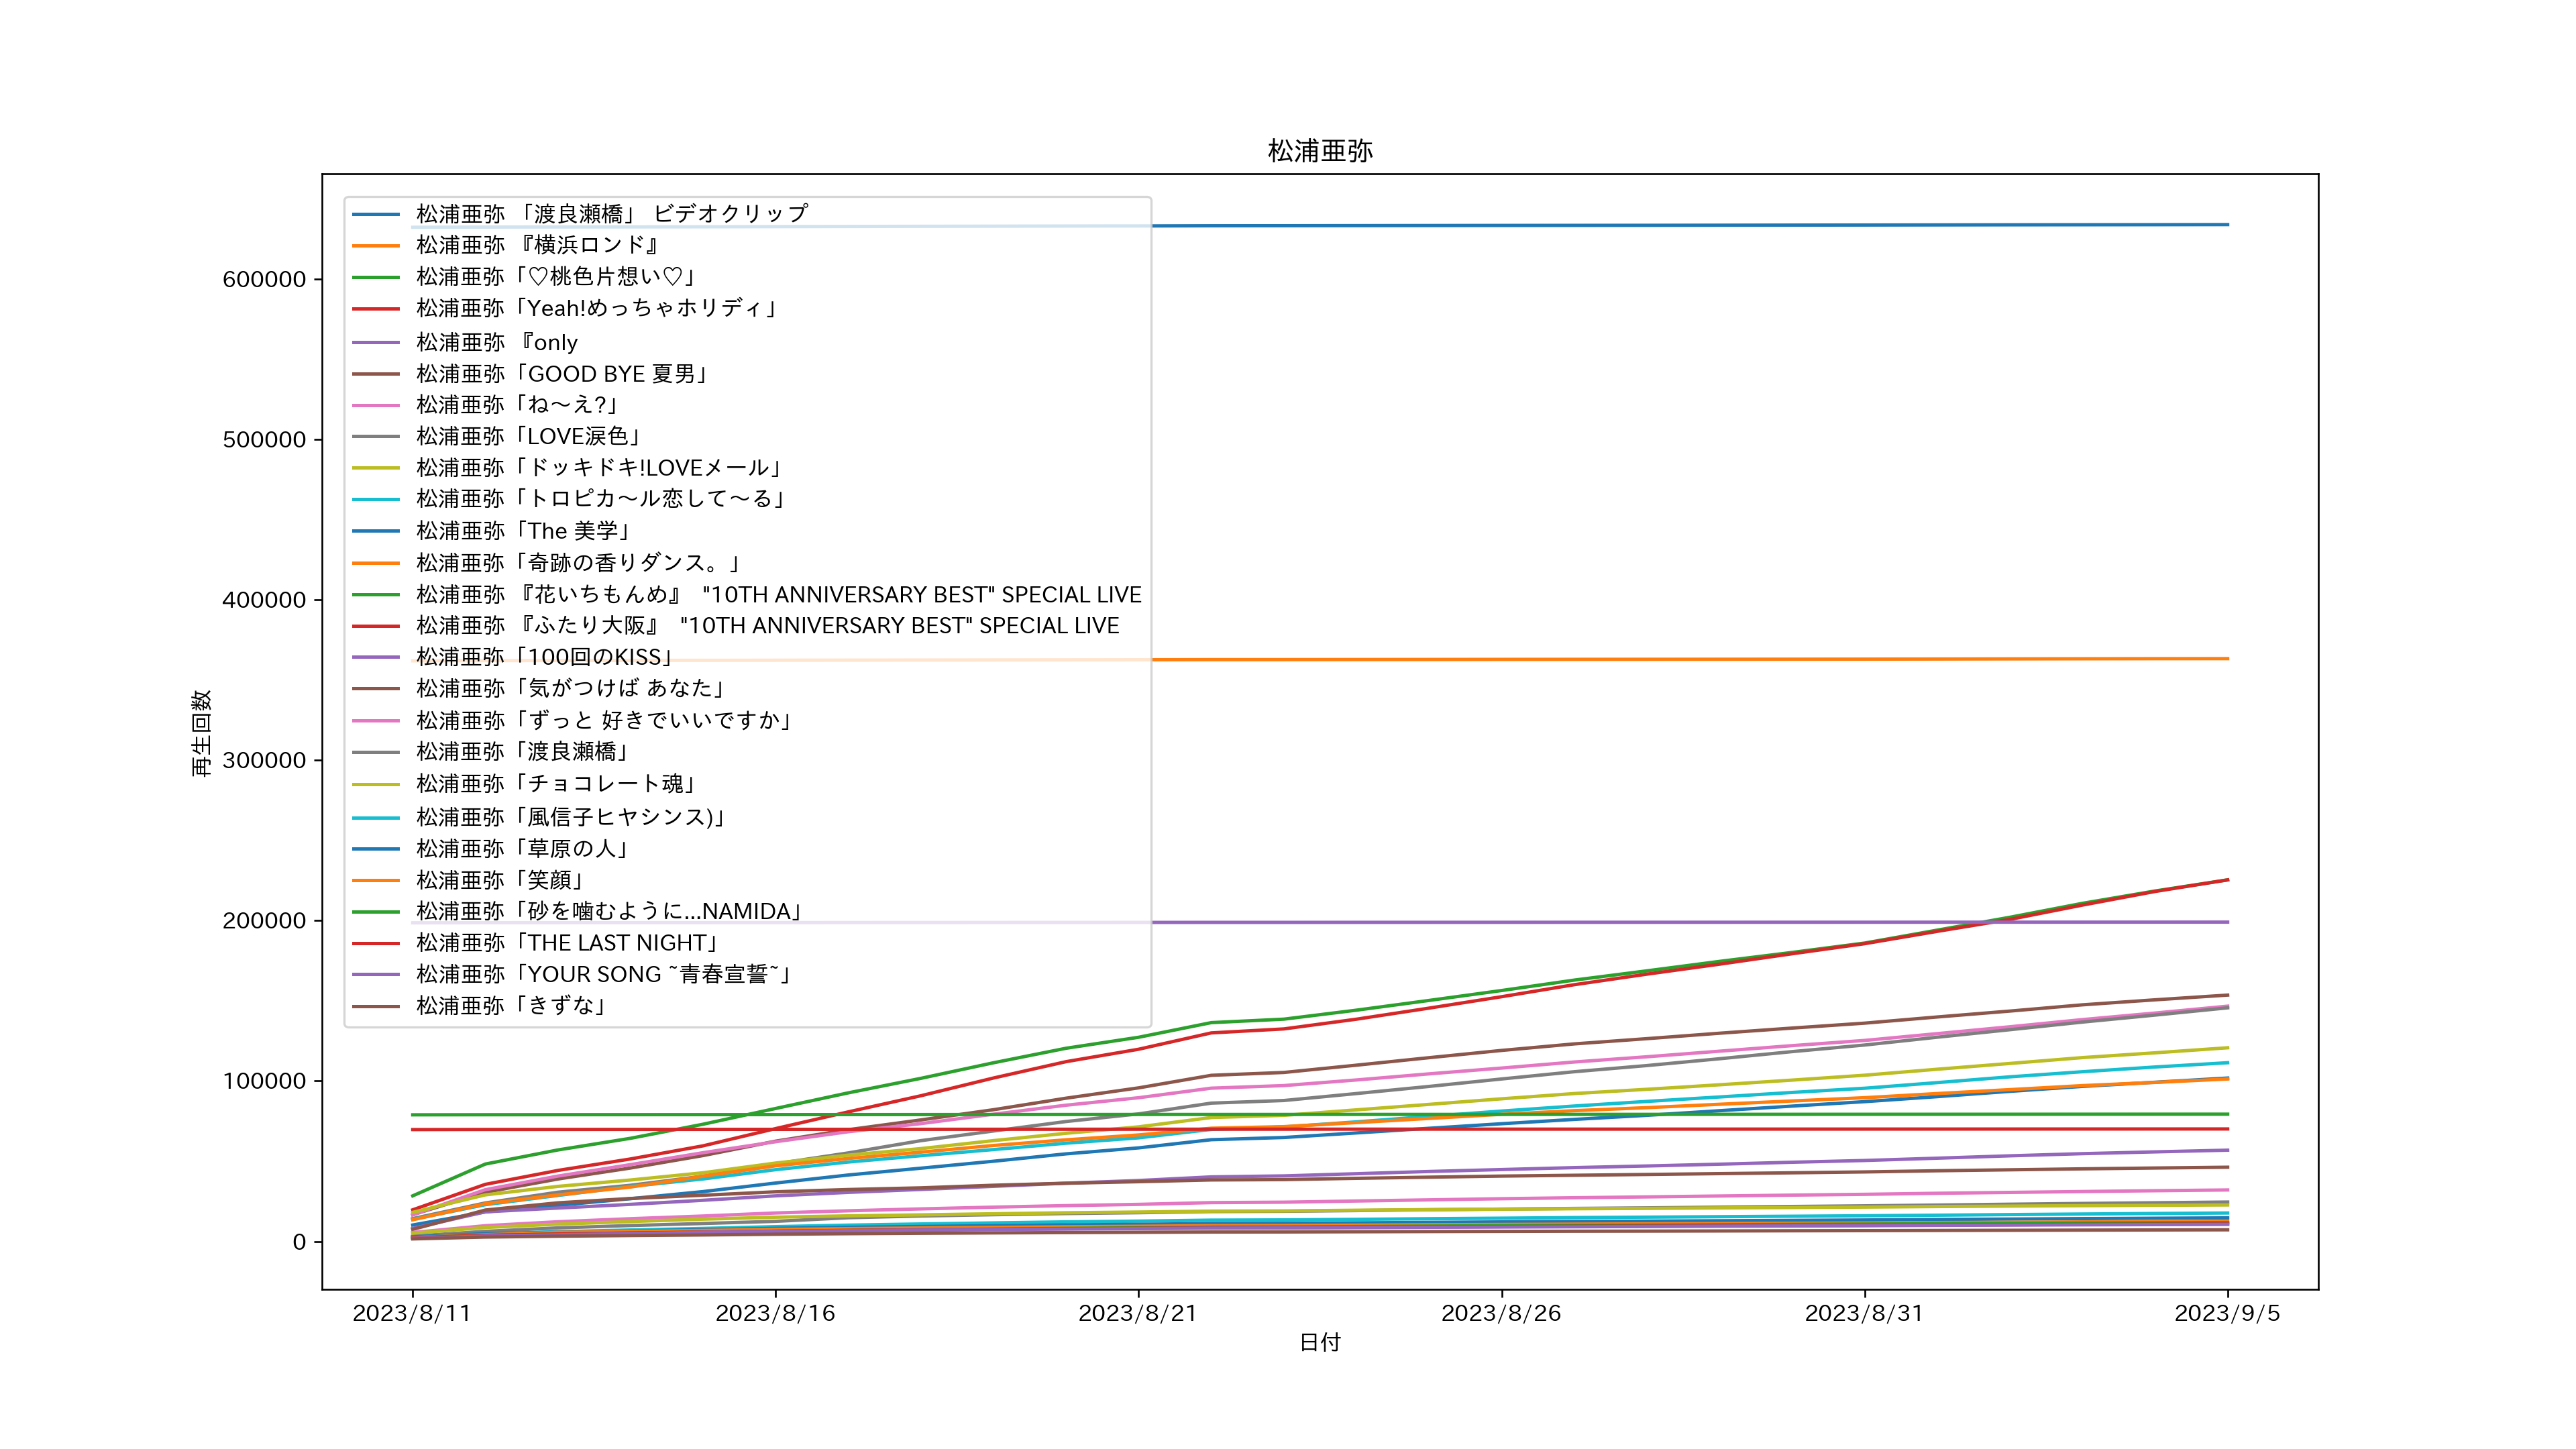 松浦亜弥
松浦亜弥 「渡良瀬橋」 ビデオクリップ
松浦亜弥 『横浜ロンド』
松浦亜弥「♡桃色片想い♡」
松浦亜弥「Yeah!めっちゃホリディ」
松浦亜弥 『only
松浦亜弥「GOOD BYE 夏男」
松浦亜弥「ね～え?」
松浦亜弥「LOVE涙色」
松浦亜弥「ドッキドキ!LOVEメール」
松浦亜弥「トロピカ～ル恋して～る」
松浦亜弥「The 美学」
松浦亜弥「奇跡の香りダンス。」
松浦亜弥 『花いちもんめ』 "10TH ANNIVERSARY BEST" SPECIAL LIVE
松浦亜弥 『ふたり大阪』 "10TH ANNIVERSARY BEST" SPECIAL LIVE
松浦亜弥「100回のKISS」
松浦亜弥「気がつけば あなた」
松浦亜弥「ずっと 好きでいいですか」
松浦亜弥「渡良瀬橋」
松浦亜弥「チョコレート魂」
松浦亜弥「風信子ヒヤシンス)」
松浦亜弥「草原の人」
松浦亜弥「笑顔」
松浦亜弥「砂を噛むように…NAMIDA」
松浦亜弥「THE LAST NIGHT」
松浦亜弥「YOUR SONG ~青春宣誓~」
松浦亜弥「きずな」
600000
500000
400000
300000
200000
100000
0
再生回数
2023/8/11
2023/8/16
2023/8/21
2023/8/26
2023/8/31
2023/9/5
日付